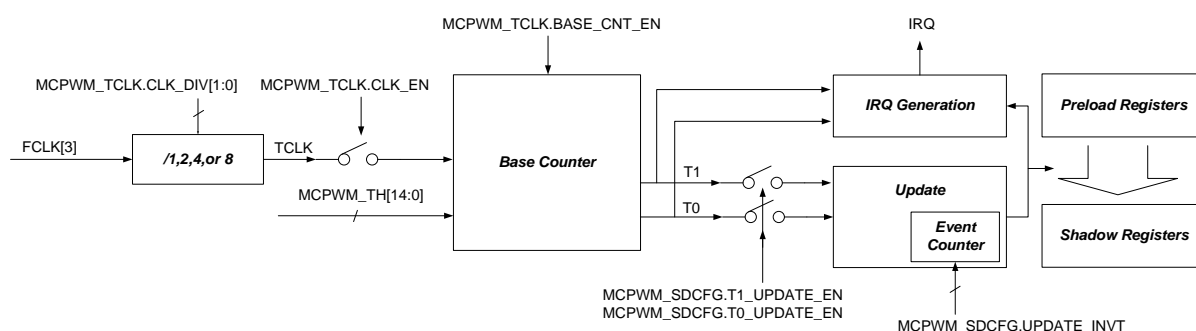 MCPWM_TCLK.BASE_CNT_EN
IRQ
MCPWM_TCLK.CLK_DIV[1:0]
MCPWM_TCLK.CLK_EN
IRQ Generation
Preload Registers
FCLK[3]
/1,2,4,or 8
TCLK
Base Counter
MCPWM_TH[14:0]
T1
T0
Update
Event
Counter
Shadow Registers
MCPWM_SDCFG.T1_UPDATE_EN
MCPWM_SDCFG.T0_UPDATE_EN
MCPWM_SDCFG.UPDATE_INVT